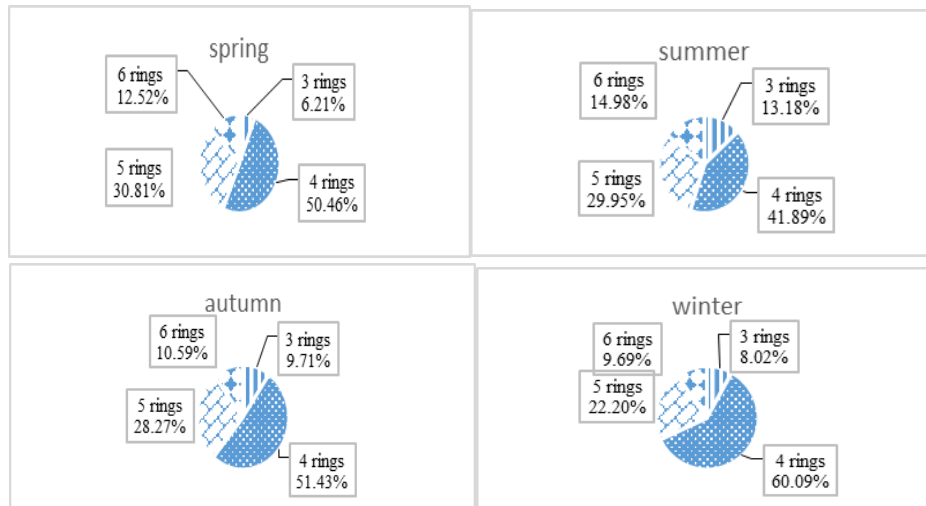 spring
6 rings
12.52%
3 rings
6.21%
5 rings
30.81%
4 rings
50.46%
summer
6 rings
14.98%
3 rings
13.18%
5 rings
29.95%
4 rings
41.89%
autumn
6 rings
10.59%
3 rings
9.71%
5 rings
28.27%
4 rings
51.43%
winter
6 rings
9.69%
3 rings
8.02%
5 rings
22.20%
4 rings
60.09%